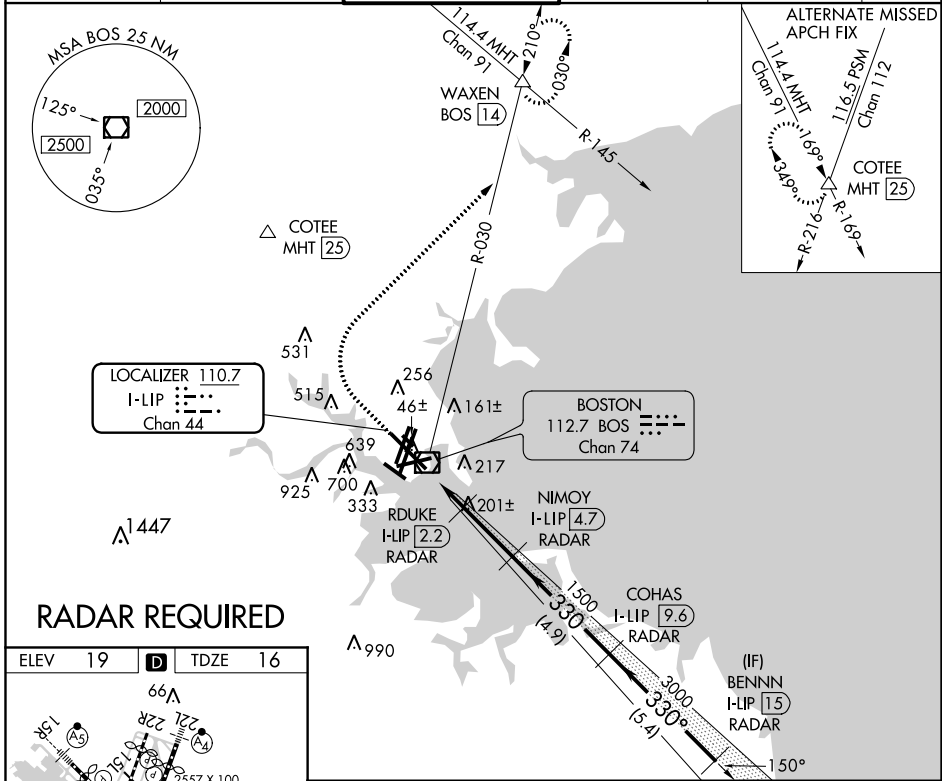 MSA BOS 25 NM
125°
2000
2500
035°
114.4 MHT
Chan 91
210°
030°
WAXEN
BOS 14
R-145
R-030
ALTERNATE MISSED
APCH FIX
114.4 MHT
Chan 91
116.5 PSM
Chan 112
169°
349°
COTEE
MHT 25
R-216
R-169
COTEE
MHT 25
531
515
256
46±
161±
LOCALIZER 110.7
I-LIP
Chan 44
BOSTON
112.7 BOS
Chan 74
639
700
925
333
217
201±
1447
RDUKE
I-LIP 2.2
RADAR
NIMOY
I-LIP 4.7
RADAR
1500
330
(4.9)
COHAS
I-LIP 9.6
RADAR
3000
330°
(5.4)
(IF)
BENNN
I-LIP 15
RADAR
150°
990
RADAR REQUIRED
ELEV 19 D TDZE 16
99
15R
A5
15L
22R
22L
A4
P
P
2557 X 100